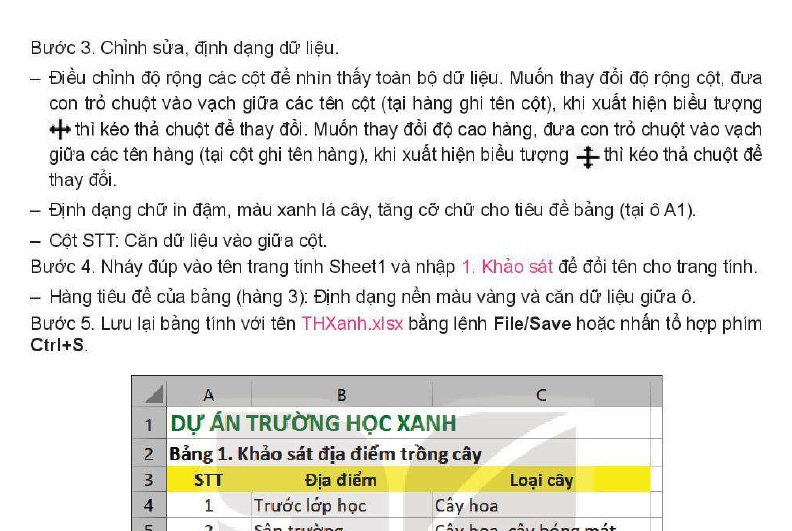 Bước 3. Chỉnh sửa, định dạng dữ liệu.
– Điều chỉnh độ rộng các cột để nhìn thấy toàn bộ dữ liệu. Muốn thay đổi độ rộng cột, đưa
con trỏ chuột vào vạch giữa các tên cột (tại hàng ghi tên cột), khi xuất hiện biểu tượng
thì kéo thả chuột để thay đổi. Muốn thay đổi độ cao hàng, đưa con trỏ chuột vào vạch
giữa các tên hàng (tại cột ghi tên hàng), khi xuất hiện biểu tượng thì kéo thả chuột để
thay đổi.
– Định dạng chữ in đậm, màu xanh lá cây, tăng cỡ chữ cho tiêu đề bảng (tại ô A1).
– Cột STT: Căn dữ liệu vào giữa cột.
Bước 4. Nháy đúp vào tên trang tính Sheet1 và nhập 1. Khảo sát để đổi tên cho trang tính.
– Hàng tiêu đề của bảng (hàng 3): Định dạng nền màu vàng và căn dữ liệu giữa ô.
Bước 5. Lưu lại bảng tính với tên THXanh.xlsx bằng lệnh File/Save hoặc nhấn tổ hợp phím
Ctrl+S.
A B C
1 DỰ ÁN TRƯỜNG HỌC XANH
2 Bảng 1. Khảo sát địa điểm trồng cây
3 STT Địa điểm Loại cây
4 1 Trước lớp học Cây hoa
5 2 Sân trường Cây hoa, cây bóng mát